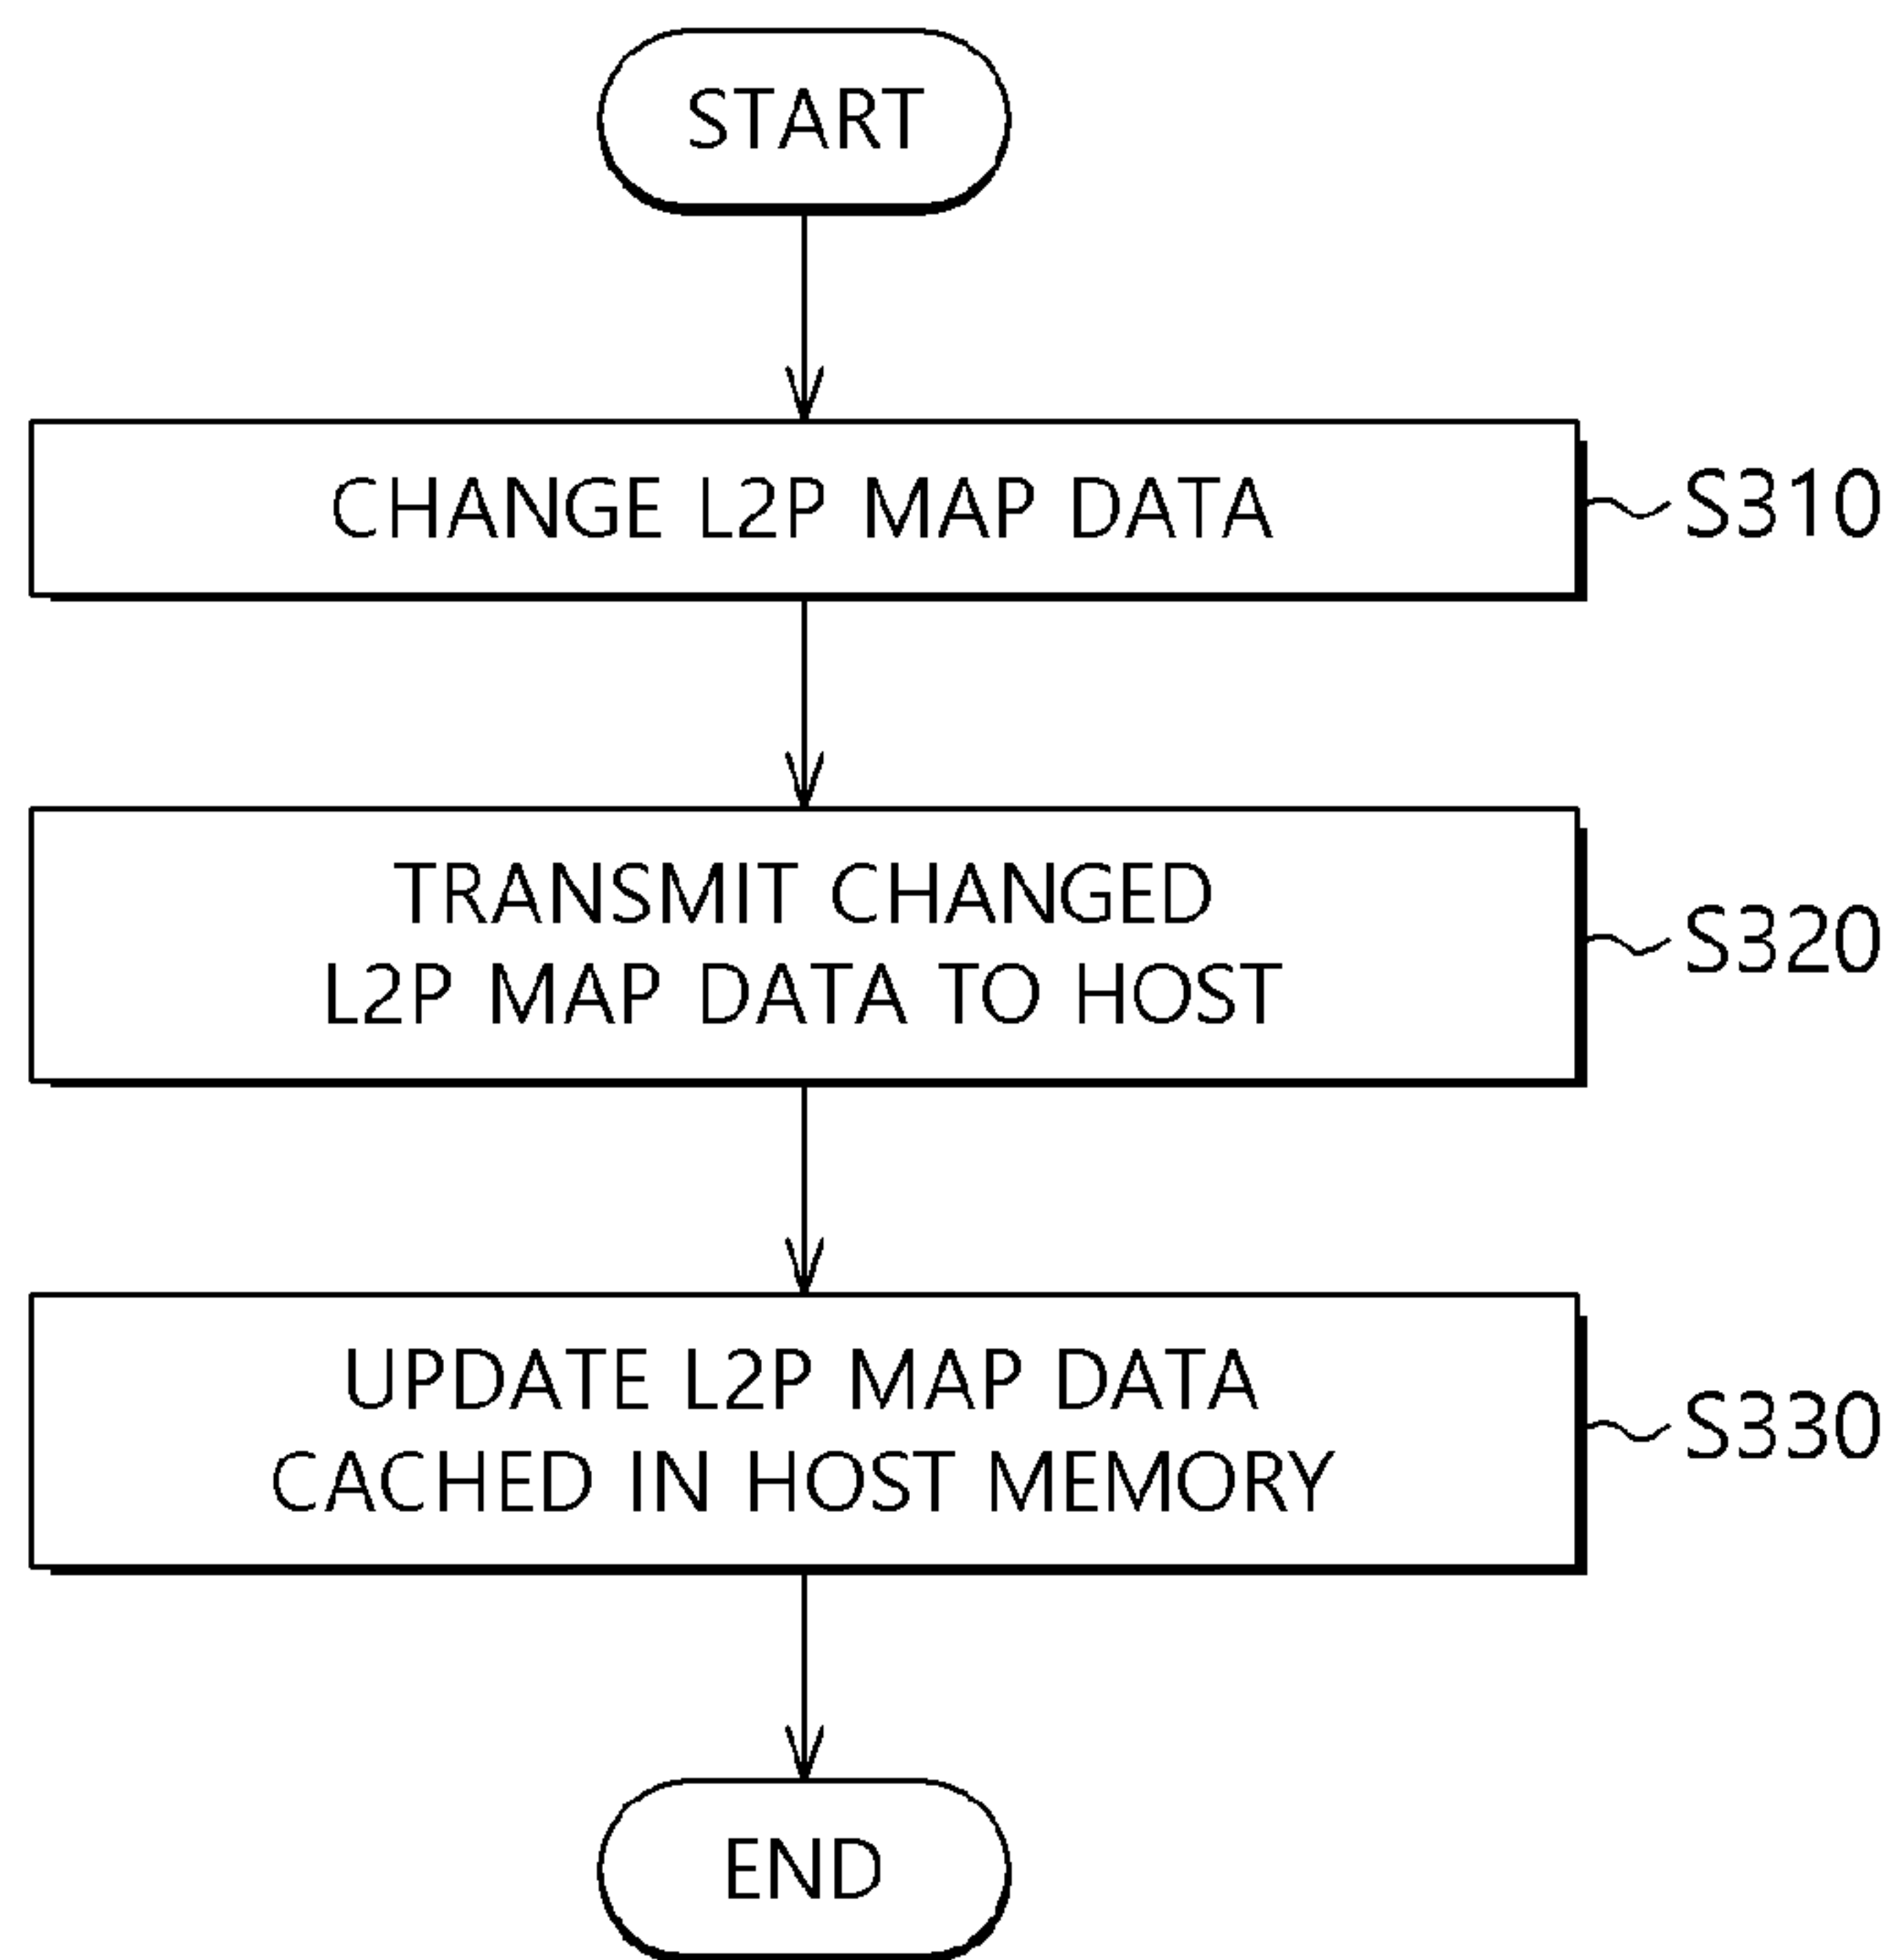 START
CHANGE L2P MAP DATA
S310
TRANSMIT CHANGED
L2P MAP DATA TO HOST
S320
UPDATE L2P MAP DATA
CACHED IN HOST MEMORY
S330
END